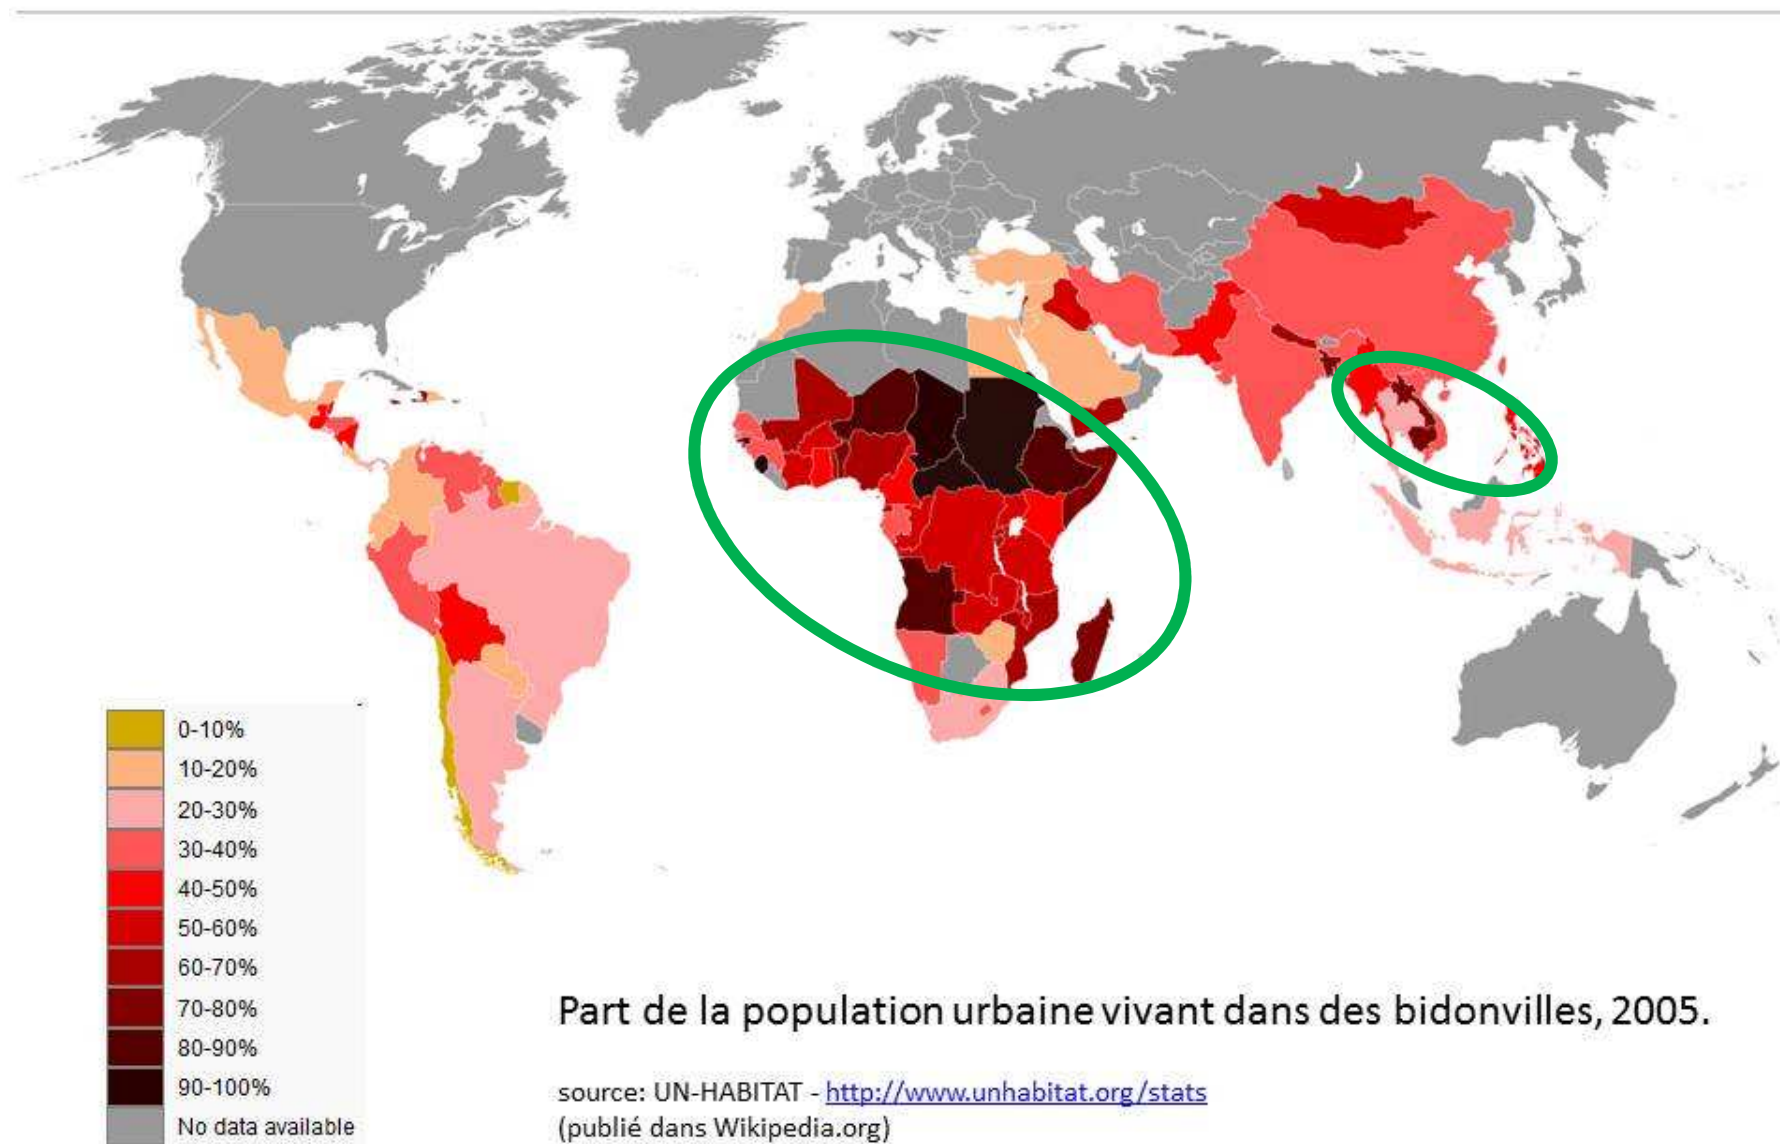 0-10%
10-20%
20-30%
30-40%
40-50%
50-60%
60-70%
70-80%
80-90%
90-100%
No data available
Part de la population urbaine vivant dans des bidonvilles, 2005.
source: UN-HABITAT - http://www.unhabitat.org/stats
(publié dans Wikipedia.org)